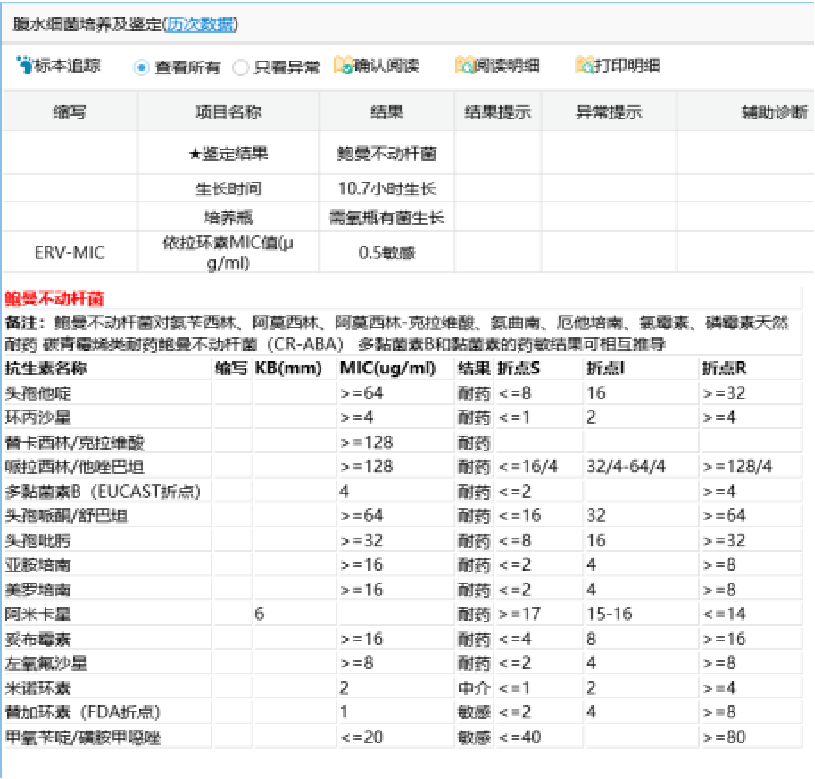 腹水细菌培养及鉴定(历次数据)
标本追踪 查看所有 只看异常 确认阅读 阅读明细 打印明细
缩写 项目名称 结果 结果提示 异常提示 辅助诊断
★鉴定结果 鲍曼不动杆菌
生长时间 10.7小时生长
培养瓶 需氧瓶有菌生长
ERV-MIC 依拉环素MIC值(μ
g/ml) 0.5敏感
鲍曼不动杆菌
备注：鲍曼不动杆菌对氨苄西林、阿莫西林、阿莫西林-克拉维酸、氨曲南、厄他培南、氯霉素、磷霉素天然
耐药 碳青霉烯类耐药鲍曼不动杆菌（CR-ABA） 多黏菌素B和黏菌素的药敏结果可相互推导
抗生素名称 缩写 KB(mm) MIC(ug/ml) 结果 折点S 折点I 折点R
头孢他啶 >=64 耐药 <=8 16 >=32
环丙沙星 >=4 耐药 <=1 2 >=4
替卡西林/克拉维酸 >=128 耐药
哌拉西林/他唑巴坦 >=128 耐药 <=16/4 32/4-64/4 >=128/4
多黏菌素B（EUCAST折点） 4 耐药 <=2 >=4
头孢哌酮/舒巴坦 >=64 耐药 <=16 32 >=64
头孢吡肟 >=32 耐药 <=8 16 >=32
亚胺培南 >=16 耐药 <=2 4 >=8
美罗培南 >=16 耐药 <=2 4 >=8
阿米卡星 6 耐药 >=17 15-16 <=14
妥布霉素 >=16 耐药 <=4 8 >=16
左氧氟沙星 >=8 耐药 <=2 4 >=8
米诺环素 2 中介 <=1 2 >=4
替加环素（FDA折点） 1 敏感 <=2 4 >=8
甲氧苄啶/磺胺甲噁唑 <=20 敏感 <=40 >=80